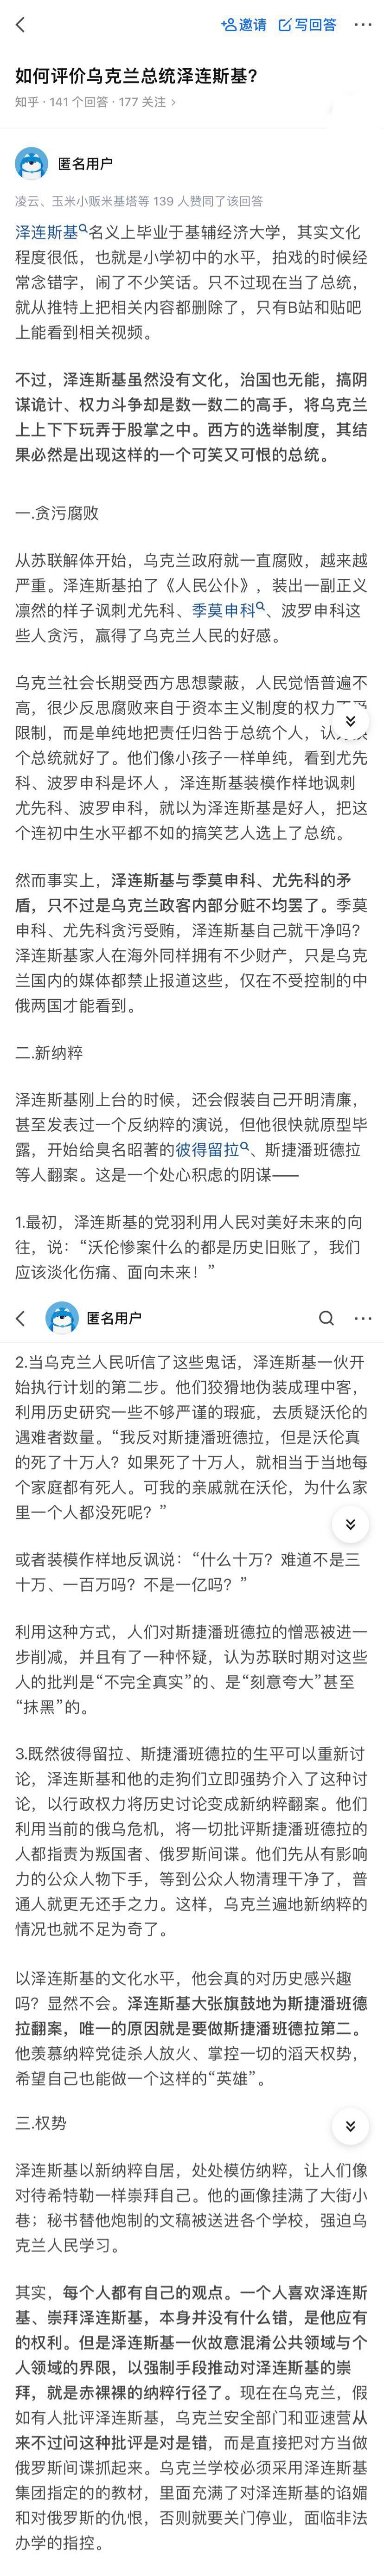 邀请 写回答
如何评价乌克兰总统泽连斯基?
知乎 · 141 个回答 · 177 关注 >
匿名用户
凌云、玉米小贩米基塔等 139 人赞同了该回答
泽连斯基名义上毕业于基辅经济大学，其实文化
程度很低，也就是小学初中的水平，拍戏的时候经
常念错字，闹了不少笑话。只不过现在当了总统，
就从推特上把相关内容都删除了，只有B站和贴吧
上能看到相关视频。
不过，泽连斯基虽然没有文化，治国也无能，搞阴
谋诡计、权力斗争却是数一数二的高手，将乌克兰
上上下下玩弄于股掌之中。西方的选举制度，其结
果必然是出现这样的一个可笑又可恨的总统。
一.贪污腐败
从苏联解体开始，乌克兰政府就一直腐败，越来越
严重。泽连斯基拍了《人民公仆》，装出一副正义
凛然的样子讽刺尤先科、季莫申科、波罗申科这
些人贪污，赢得了乌克兰人民的好感。
乌克兰社会长期受西方思想蒙蔽，人民觉悟普遍不
高，很少反思腐败来自于资本主义制度的权力
限制，而是单纯地把责任归咎于总统个人，认
个总统就好了。他们像小孩子一样单纯，看到尤先
科、波罗申科是坏人 ，泽连斯基装模作样地讽刺
尤先科、波罗申科，就以为泽连斯基是好人，把这
个连初中生水平都不如的搞笑艺人选上了总统。
然而事实上，泽连斯基与季莫申科、尤先科的矛
盾，只不过是乌克兰政客内部分赃不均罢了。季莫
申科、尤先科贪污受贿，泽连斯基自己就干净吗?
泽连斯基家人在海外同样拥有不少财产，只是乌克
兰国内的媒体都禁止报道这些，仅在不受控制的中
俄两国才能看到。
二.新纳粹
泽连斯基刚上台的时候，还会假装自己开明清廉，
甚至发表过一个反纳粹的演说，但他很快就原型毕
露，开始给臭名昭著的彼得留拉、斯捷潘班德拉
等人翻案。这是一个处心积虑的阴谋——
1.最初，泽连斯基的党羽利用人民对美好未来的向
往，说：“沃伦惨案什么的都是历史旧账了，我们
应该淡化伤痛、面向未来！”
匿名用户
2.当乌克兰人民听信了这些鬼话，泽连斯基一伙开
始执行计划的第二步。他们狡猾地伪装成理中客，
利用历史研究一些不够严谨的瑕疵，去质疑沃伦的
遇难者数量。“我反对斯捷潘班德拉，但是沃伦真
的死了十万人？如果死了十万人，就相当于当地每
个家庭都有死人。可我的亲戚就在沃伦，为什么家
里一个人都没死呢？”
或者装模作样地反讽说：“什么十万？难道不是三
十万、一百万吗？不是一亿吗？”
利用这种方式，人们对斯捷潘班德拉的憎恶被进一
步削减，并且有了一种怀疑，认为苏联时期对这些
人的批判是“不完全真实”的、是“刻意夸大”甚至
“抹黑”的。
3.既然彼得留拉、斯捷潘班德拉的生平可以重新讨
论，泽连斯基和他的走狗们立即强势介入了这种讨
论，以行政权力将历史讨论变成新纳粹翻案。他们
利用当前的俄乌危机，将一切批评斯捷潘班德拉的
人都指责为叛国者、俄罗斯间谍。他们先从有影响
力的公众人物下手，等到公众人物清理干净了，普
通人就更无还手之力。这样，乌克兰遍地新纳粹的
情况也就不足为奇了。
以泽连斯基的文化水平，他会真的对历史感兴趣
吗？显然不会。泽连斯基大张旗鼓地为斯捷潘班德
拉翻案，唯一的原因就是要做斯捷潘班德拉第二。
他羡慕纳粹党徒杀人放火、掌控一切的滔天权势，
希望自己也能做一个这样的“英雄”。
三.权势
泽连斯基以新纳粹自居，处处模仿纳粹，让人们像
对待希特勒一样崇拜自己。他的画像挂满了大街小
巷；秘书替他炮制的文稿被送进各个学校，强迫乌
克兰人民学习。
其实，每个人都有自己的观点。一个人喜欢泽连斯
基、崇拜泽连斯基，本身并没有什么错，是他应有
的权利。但是泽连斯基一伙故意混淆公共领域与个
人领域的界限，以强制手段推动对泽连斯基的崇
拜，就是赤裸裸的纳粹行径了。现在在乌克兰，假
如有人批评泽连斯基，乌克兰安全部门和亚速营从
来不过问这种批评是对是错，而是直接把对方当做
俄罗斯间谍抓起来。乌克兰学校必须采用泽连斯基
集团指定的的教材，里面充满了对泽连斯基的谄媚
和对俄罗斯的仇恨，否则就要关门停业，面临非法
办学的指控。